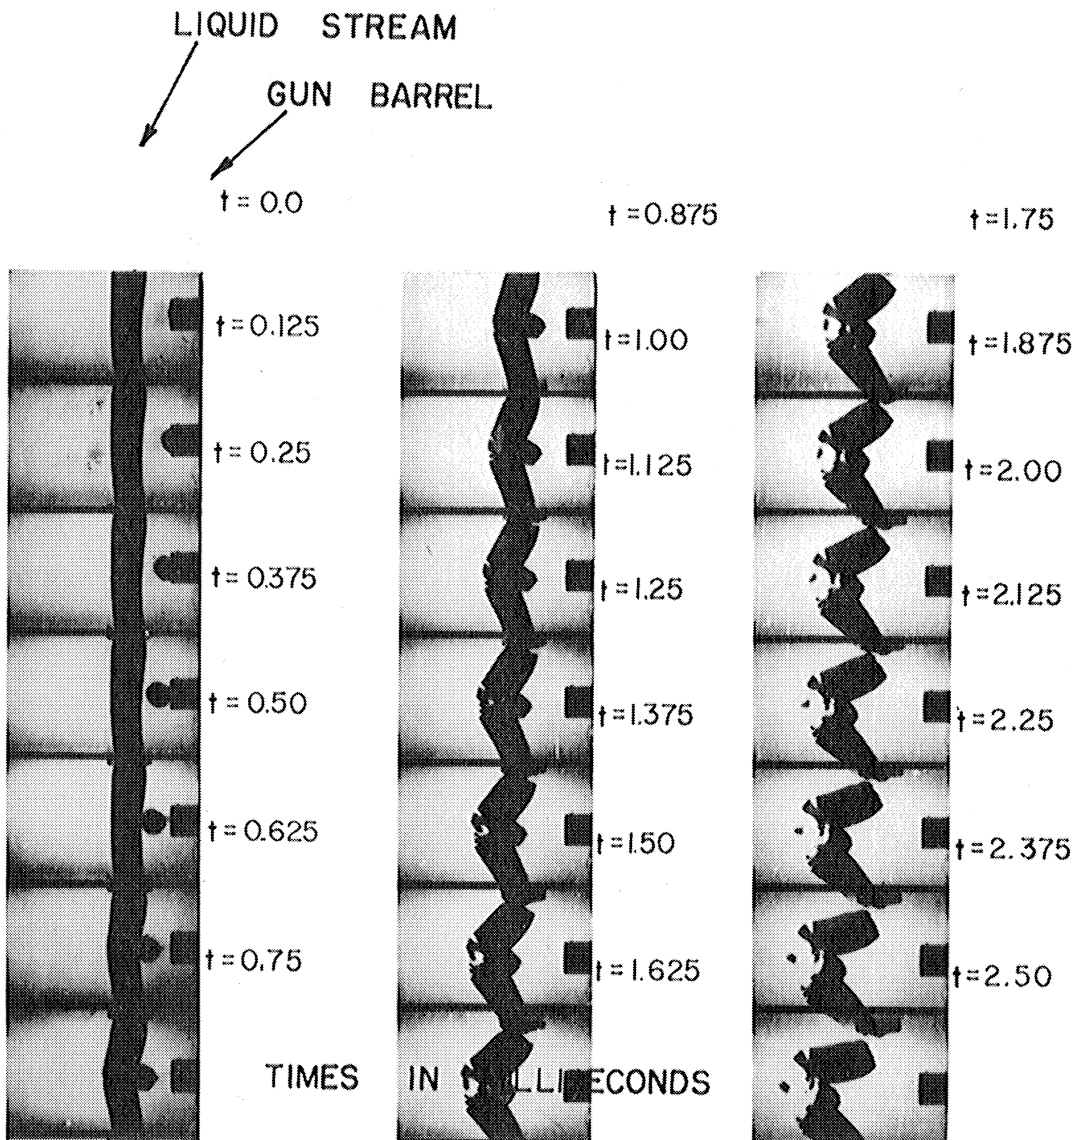 LIQUID STREAM
GUN BARREL
t = 0.0
t = 0.125
t = 0.25
t = 0.375
t = 0.50
t = 0.625
t = 0.75
t = 0.875
t = 1.00
t = 1.125
t = 1.25
t = 1.375
t = 1.50
t = 1.625
t = 1.75
t = 1.875
t = 2.00
t = 2.125
t = 2.25
t = 2.375
t = 2.50
TIMES IN MILLISECONDS